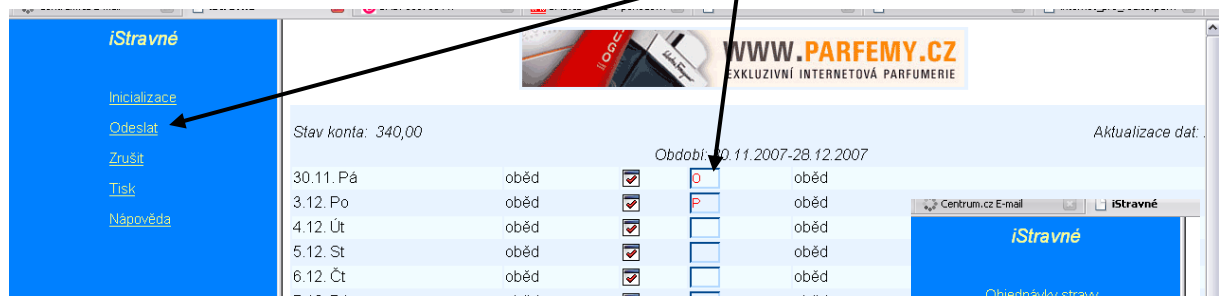 iStravné
WWW.PARFEMY.CZ
EXKLUZIVNÍ INTERNETOVÁ PARFUMERIE
Inicializace
Odeslat
Zrušit
Tisk
Nápověda
Stav konta: 340,00
Aktualizace dat:
Období: 30.11.2007-28.12.2007
30.11. Pá oběd O oběd
3.12. Po oběd P oběd
4.12. Út oběd oběd
5.12. St oběd oběd
6.12. Čt oběd oběd
Centrum.cz E-mail iStravné
iStravné
Objednávky stravy